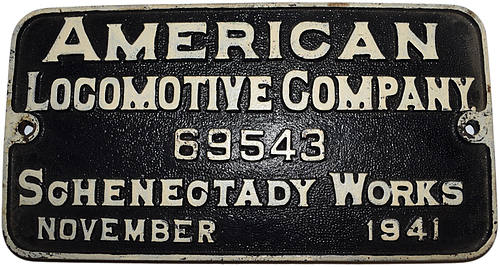 AMERICAN
LOCOMOTIVE COMPANY
69543
SCHENECTADY WORKS
NOVEMBER 1941